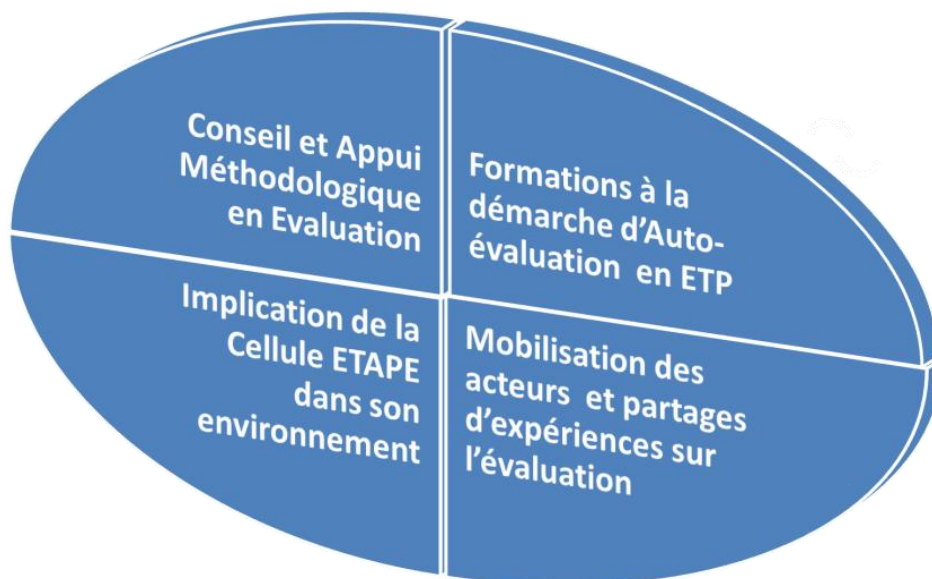 Conseil et Appui
Méthodologique
en Evaluation
Formations à la
démarche d’Auto-
évaluation en ETP
Implication de la
Cellule ETAPE
dans son
environnement
Mobilisation des
acteurs et partages
d’expériences sur
l’évaluation